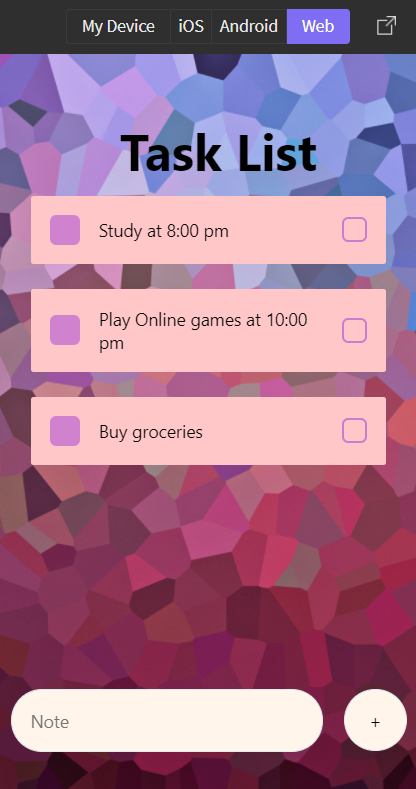 My Device iOS Android Web
Task List
Study at 8:00 pm
Play Online games at 10:00
pm
Buy groceries
Note +